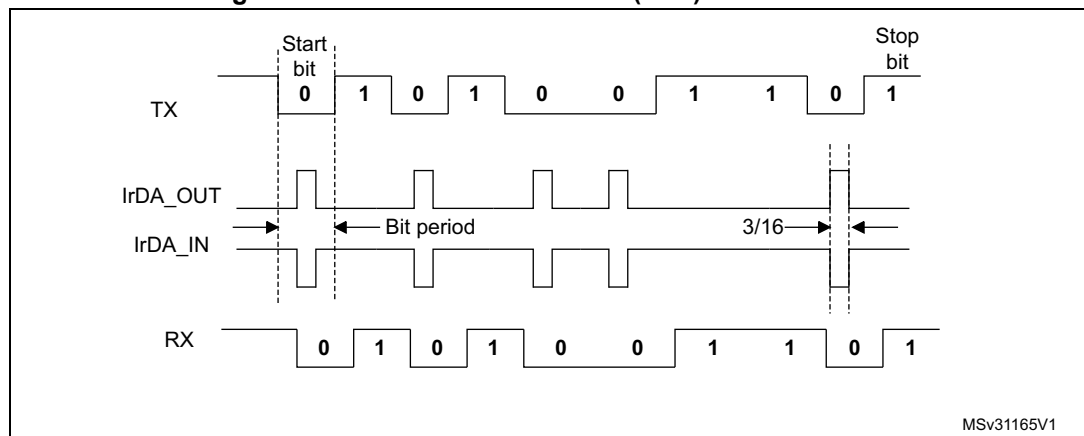 Start
bit
Stop
bit
0 1 0 1 0 0 1 1 0 1
TX
IrDA_OUT
Bit period
3/16
IrDA_IN
RX
0 1 0 1 0 0 1 1 0 1
MSv31165V1